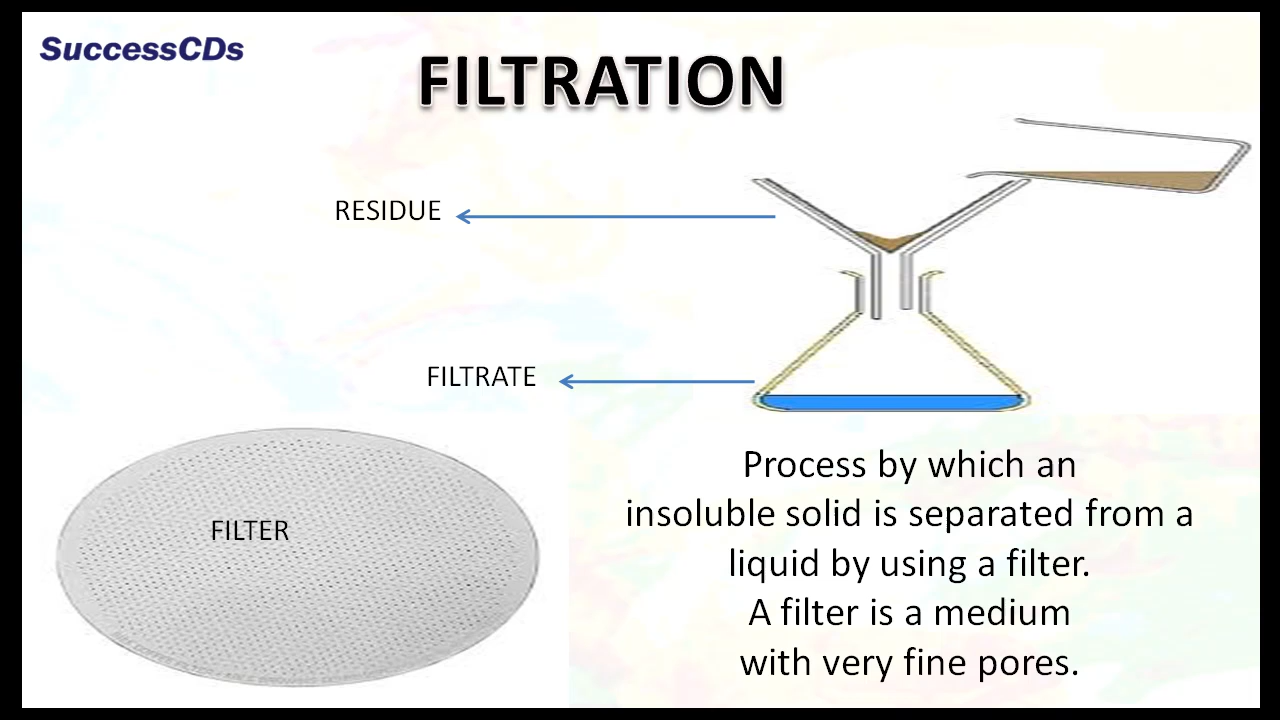 SuccessCDs
FILTRATION
RESIDUE
FILTRATE
FILTER
Process by which an
insoluble solid is separated from a
liquid by using a filter.
A filter is a medium
with very fine pores.